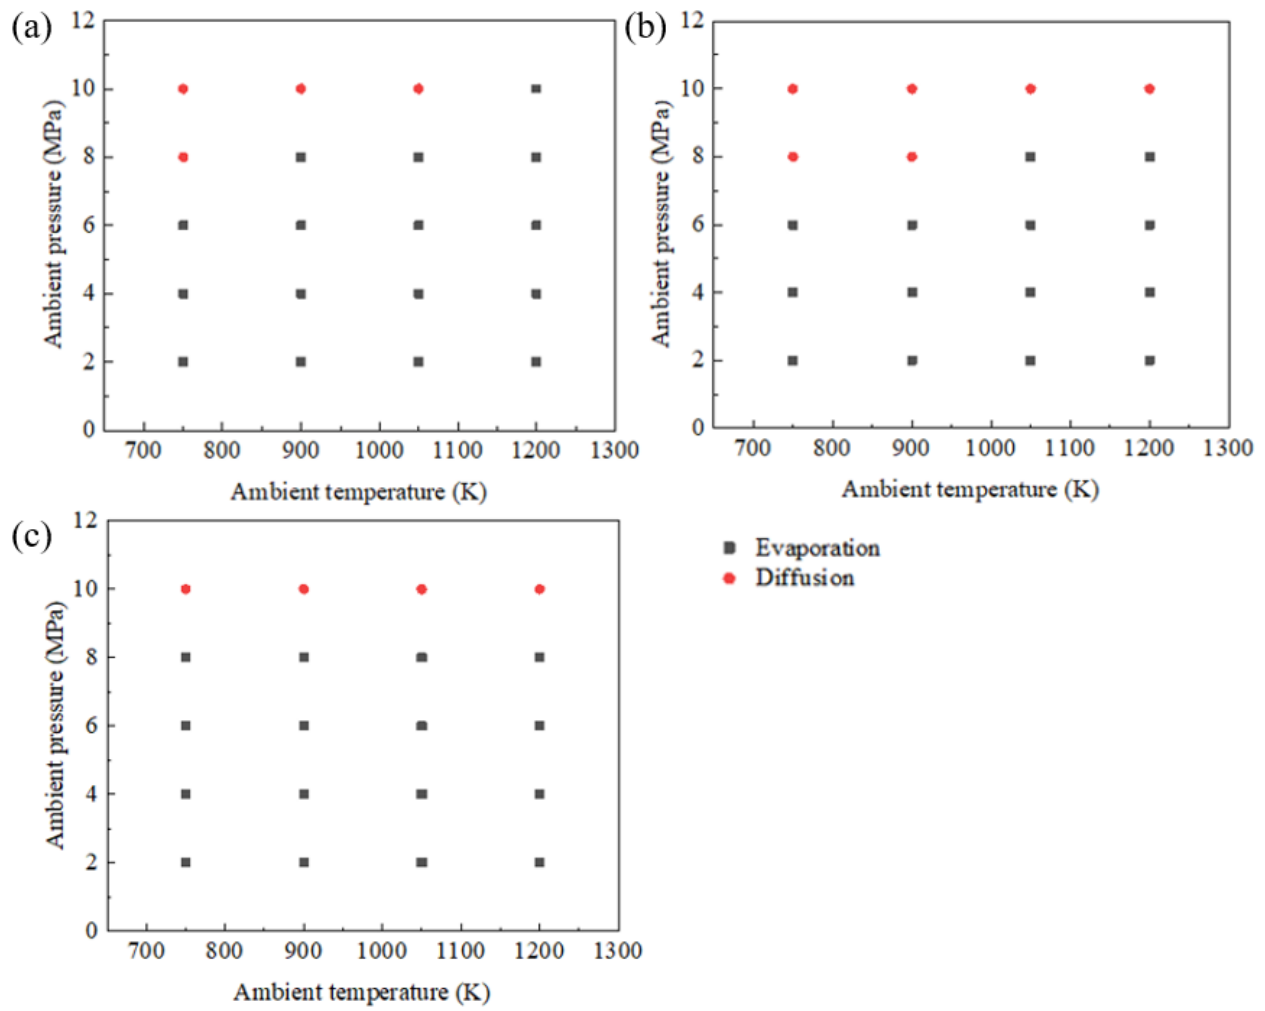 (a)
12
10
8
6
4
2
0
Ambient pressure (MPa)
700 800 900 1000 1100 1200 1300
Ambient temperature (K)
(b)
12
10
8
6
4
2
0
Ambient pressure (MPa)
700 800 900 1000 1100 1200 1300
Ambient temperature (K)
(c)
12
10
8
6
4
2
0
Ambient pressure (MPa)
700 800 900 1000 1100 1200 1300
Ambient temperature (K)
Evaporation
Diffusion